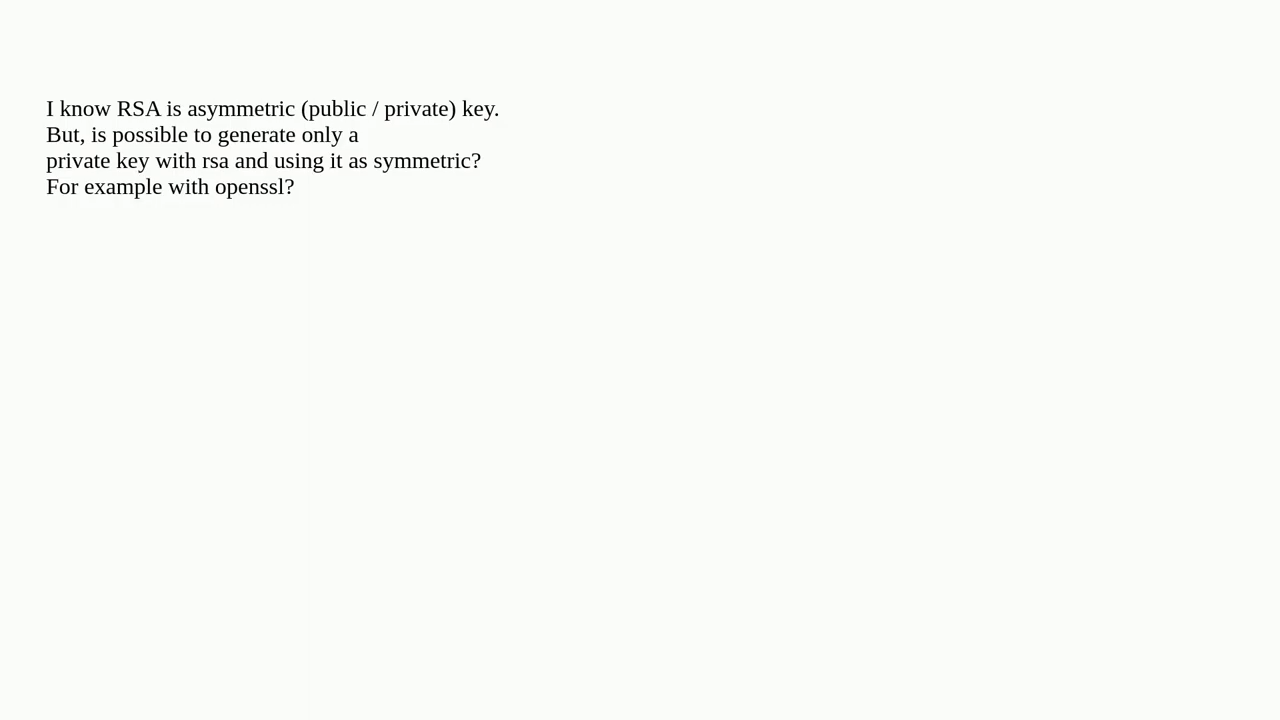 I know RSA is asymmetric (public / private) key.
But, is possible to generate only a
private key with rsa and using it as symmetric?
For example with openssl?